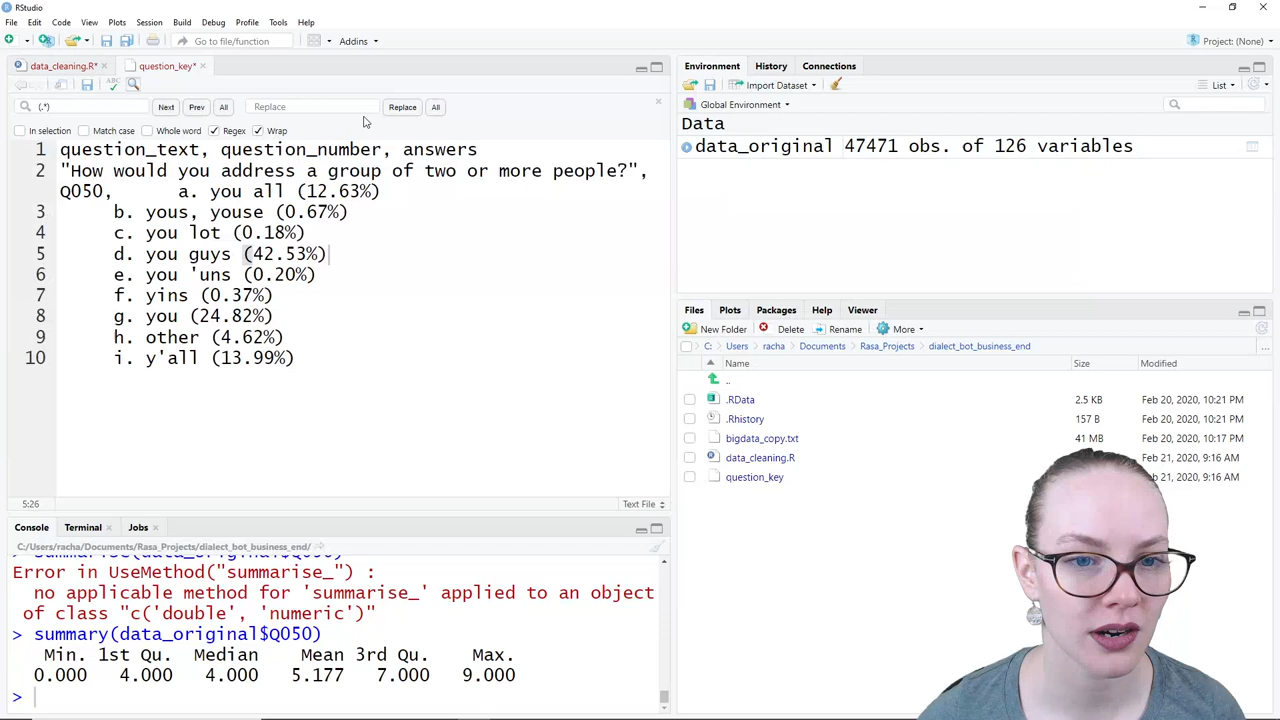 RStudio
File Edit Code View Plots Session Build Debug Profile Tools Help
Go to file/function Addins Project: (None)
data_cleaning.R* question_key*
(.*) Next Prev All Replace Replace All
In selection Match case Whole word Regex Wrap
1 question_text, question_number, answers
2 "How would you address a group of two or more people?",
Q050, a. you all (12.63%)
3 b. yous, youse (0.67%)
4 c. you lot (0.18%)
5 d. you guys (42.53%)
6 e. you 'uns (0.20%)
7 f. yins (0.37%)
8 g. you (24.82%)
9 h. other (4.62%)
10 i. y'all (13.99%)
5:26 Text File
Console Terminal Jobs
C:/Users/racha/Documents/Rasa_Projects/dialect_bot_business_end/
> summarise(data_original$Q050)
Error in UseMethod("summarise_") :
no applicable method for 'summarise_' applied to an object
of class "c('double', 'numeric')"
> summary(data_original$Q050)
Min. 1st Qu. Median Mean 3rd Qu. Max.
0.000 4.000 4.000 5.177 7.000 9.000
>
Environment History Connections
Import Dataset List
Global Environment
Data
data_original 47471 obs. of 126 variables
Files Plots Packages Help Viewer
New Folder Delete Rename More
C: Users racha Documents Rasa_Projects dialect_bot_business_end ...
Name Size Modified
..
.RData 2.5 KB Feb 20, 2020, 10:21 PM
.Rhistory 157 B Feb 20, 2020, 10:21 PM
bigdata_copy.txt 41 MB Feb 20, 2020, 10:17 PM
data_cleaning.R Feb 21, 2020, 9:16 AM
question_key Feb 21, 2020, 9:16 AM